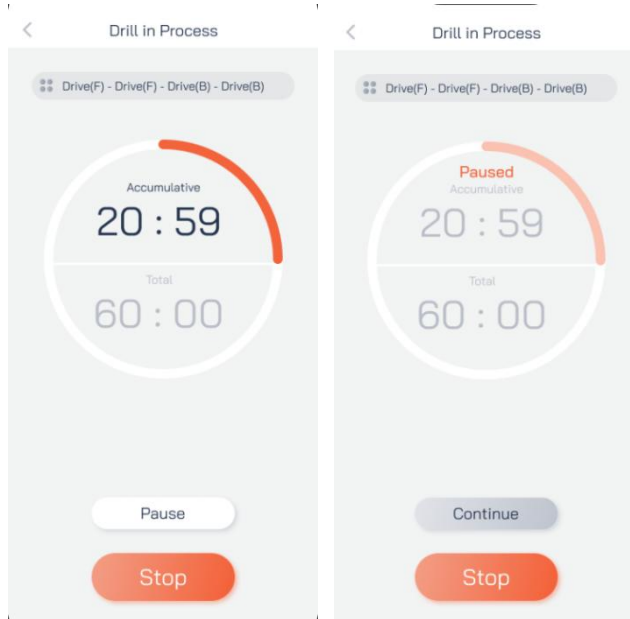 Drill in Process
Drive(F) - Drive(F) - Drive(B) - Drive(B)
Accumulative
20 : 59
Total
60 : 00
Pause
Stop
Drill in Process
Drive(F) - Drive(F) - Drive(B) - Drive(B)
Paused
Accumulative
20 : 59
Total
60 : 00
Continue
Stop